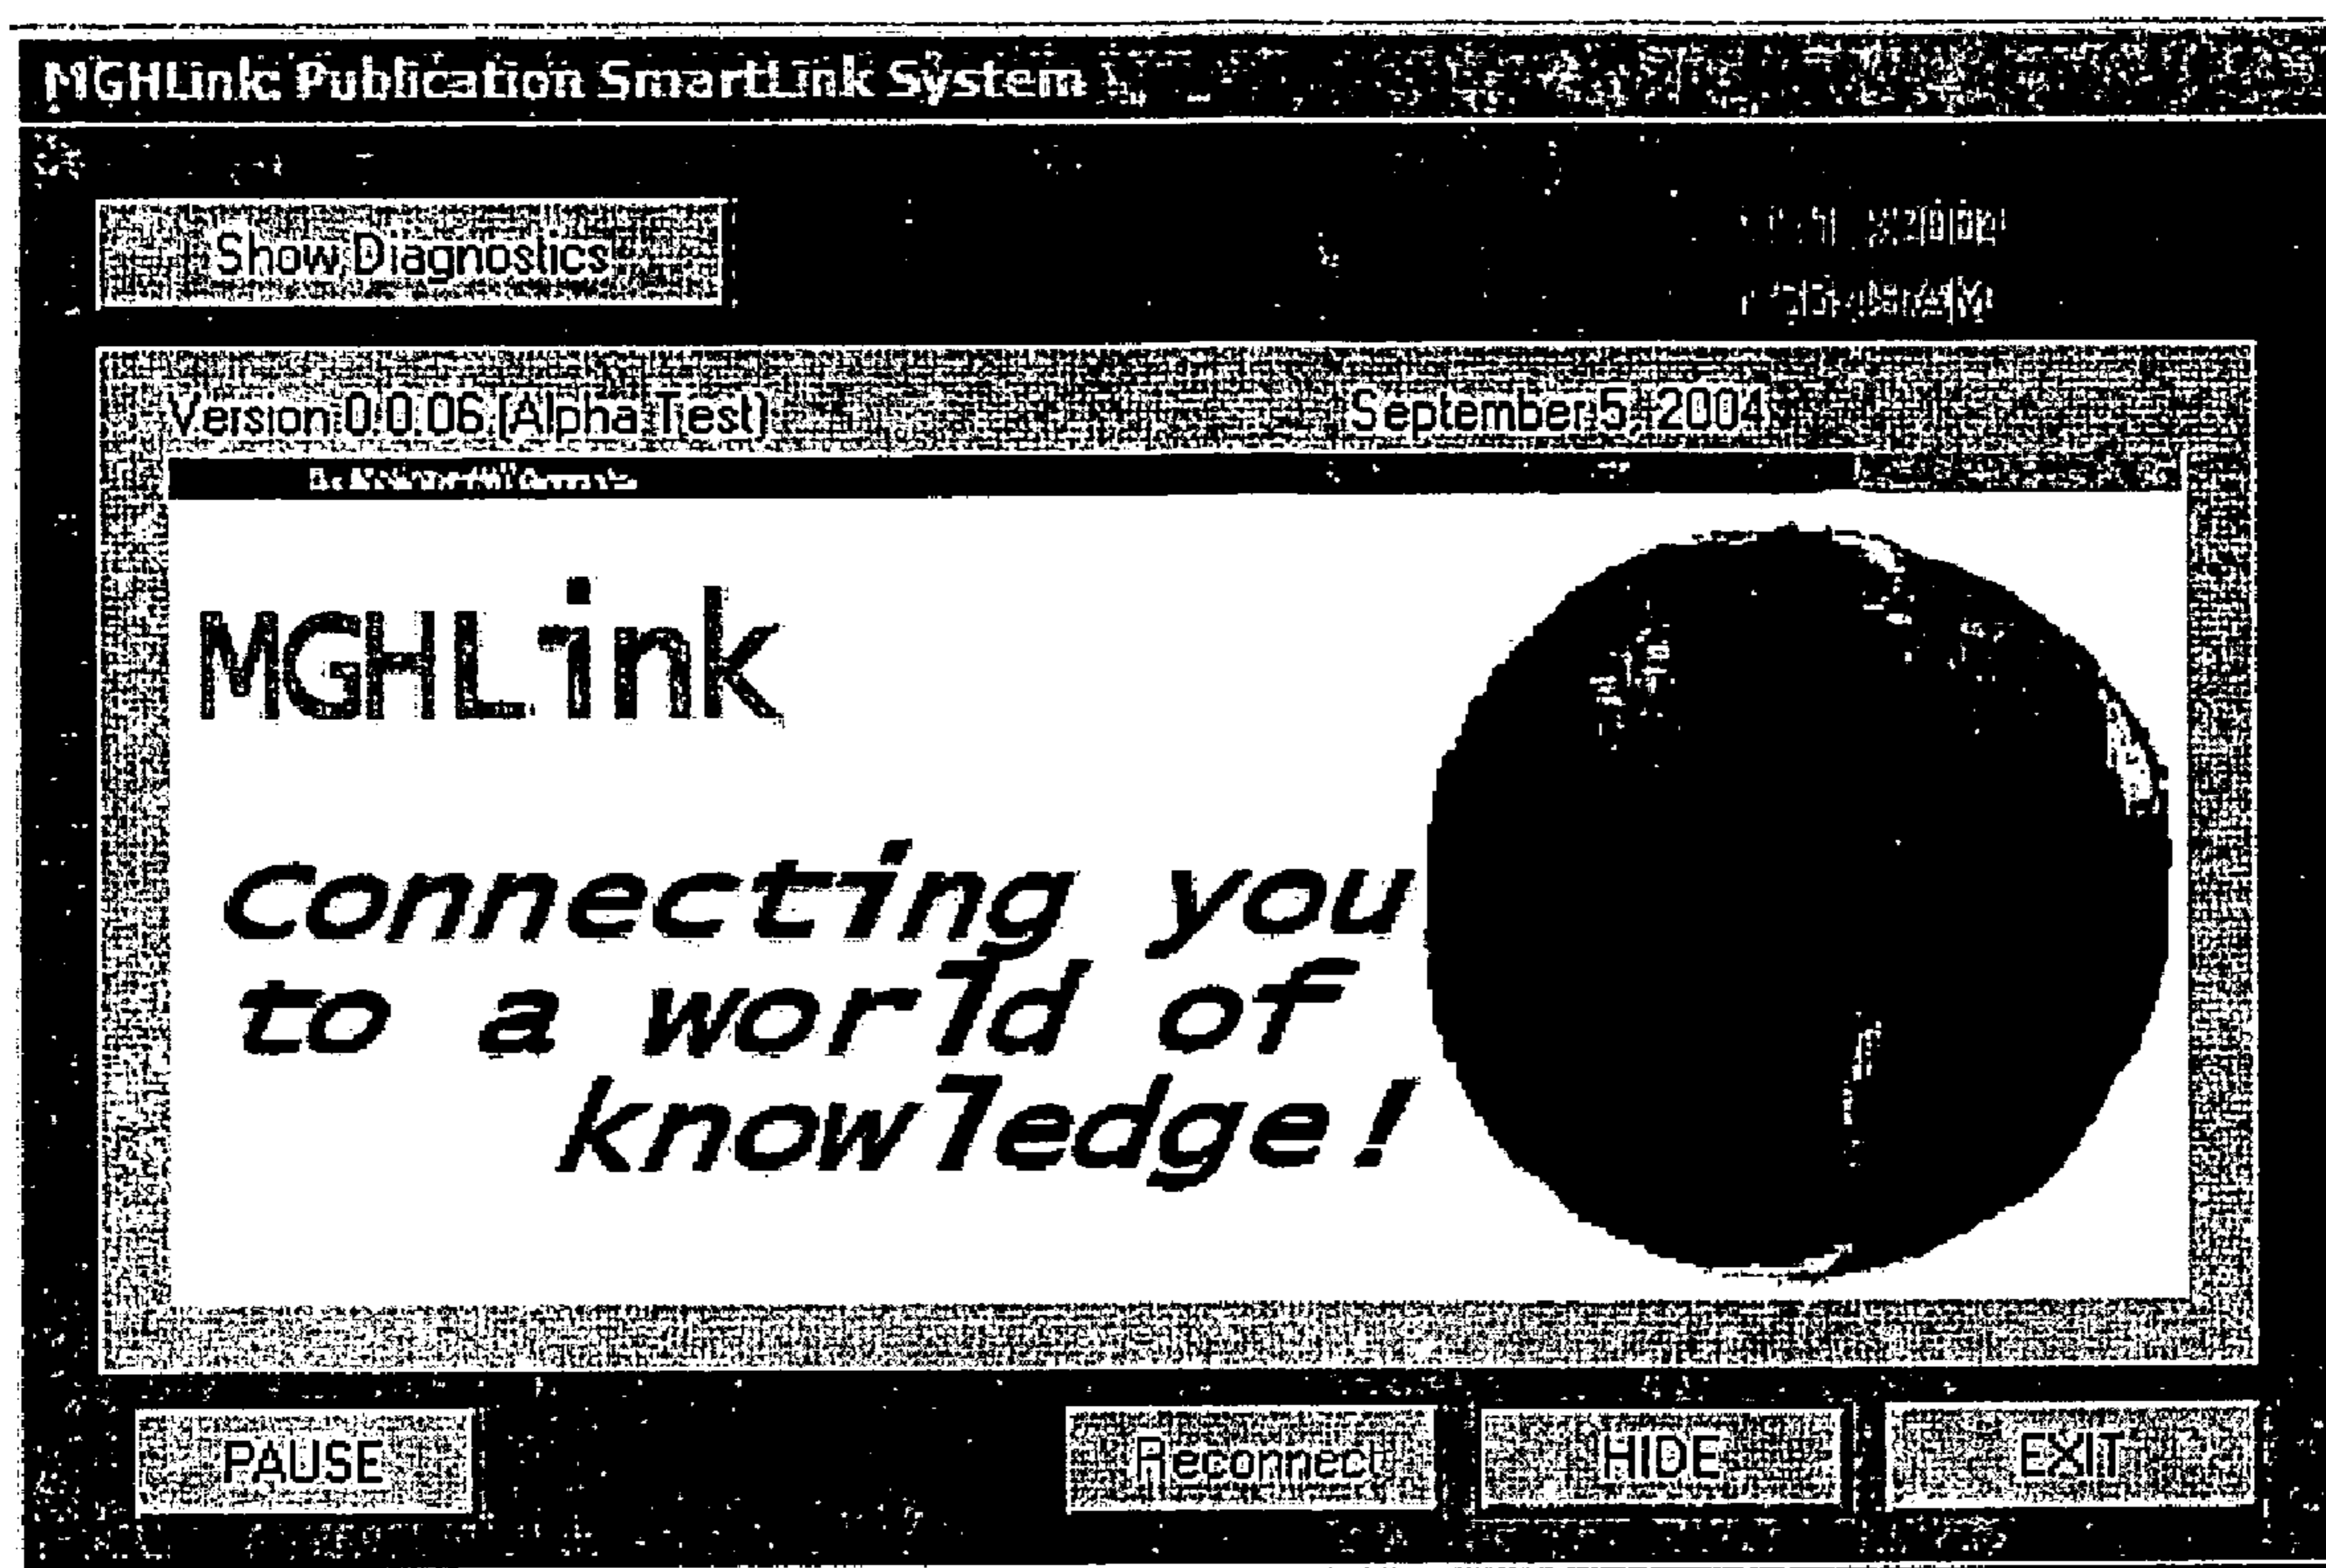 MGHLink: Publication SmartLink System
Show Diagnostics
Version 0.0.06 (Alpha Test) September 5, 2004
MGHLink
Connecting you
to a world of
knowledge!
PAUSE Reconnect HIDE EXIT